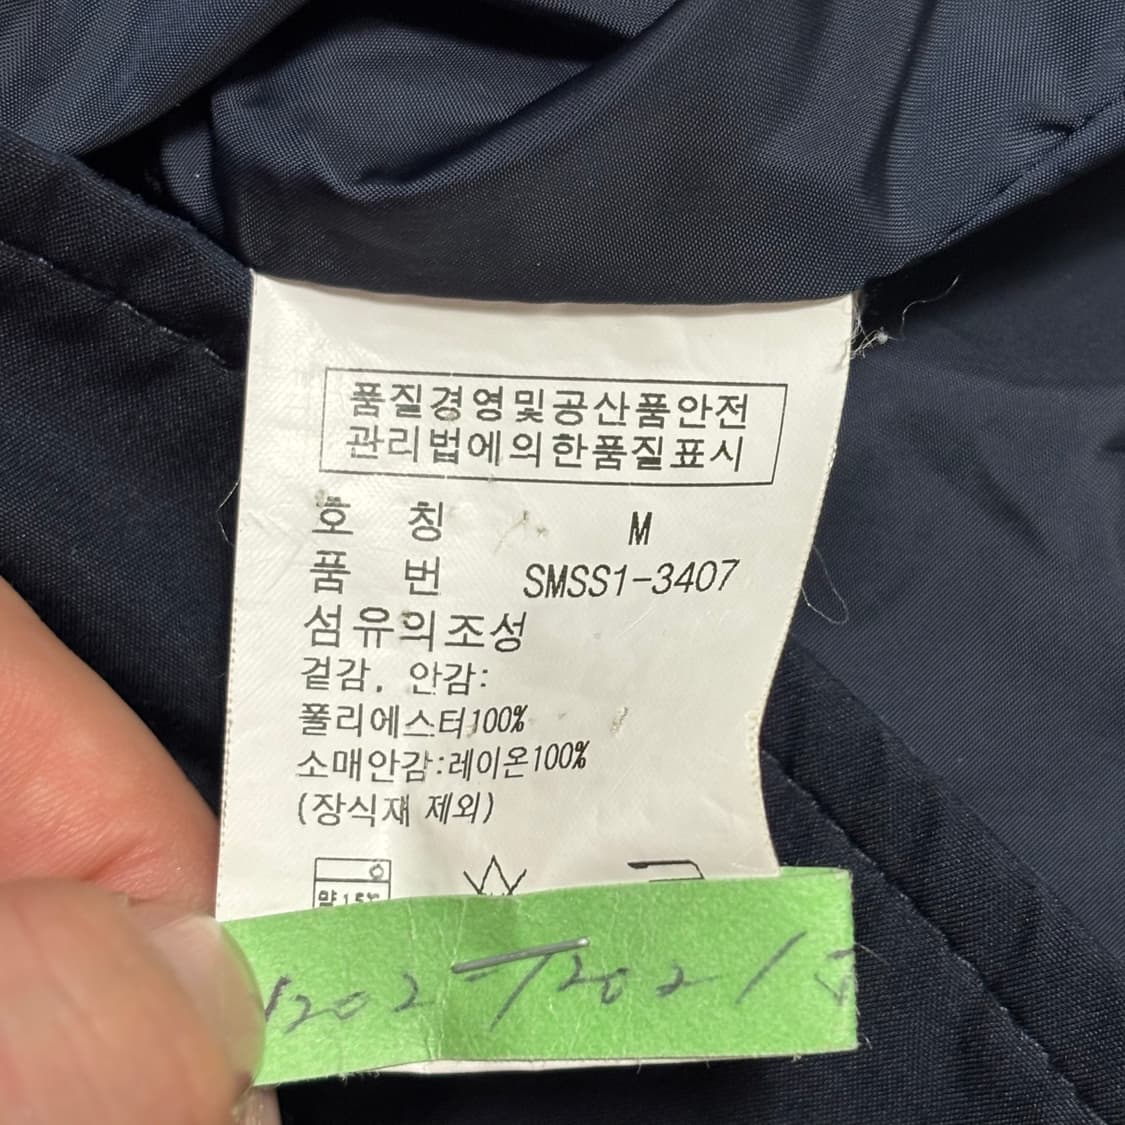 품질경영및공산품안전
관리법에의한품질표시
호 칭 M
품 번 SMSS1-3407
섬유의조성
겉감, 안감:
폴리에스터100%
소매안감:레이온100%
(장식재 제외)
약15℃